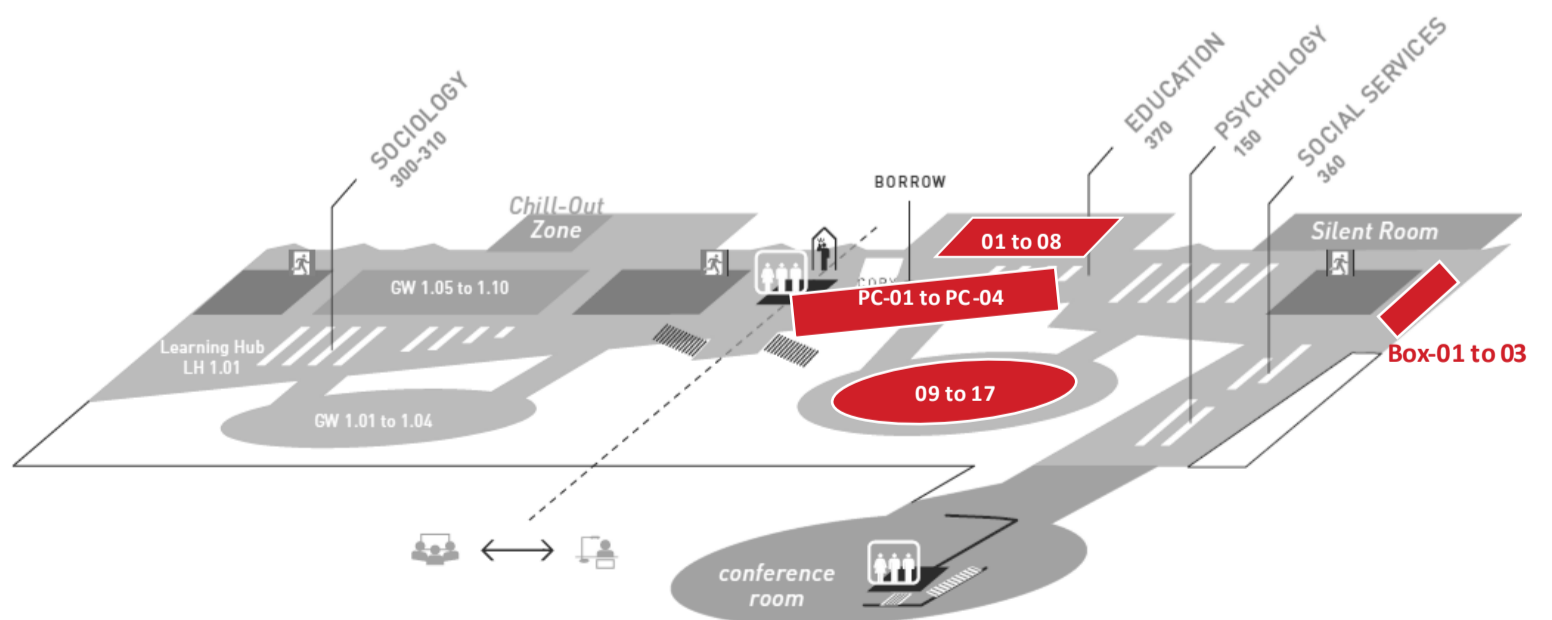 SOCIOLOGY
300-310
EDUCATION
370
PSYCHOLOGY
150
SOCIAL SERVICES
360
BORROW
Chill-Out
Zone
Silent Room
01 to 08
GW 1.05 to 1.10
COPY
PC-01 to PC-04
Learning Hub
LH 1.01
Box-01 to 03
09 to 17
GW 1.01 to 1.04
conference
room